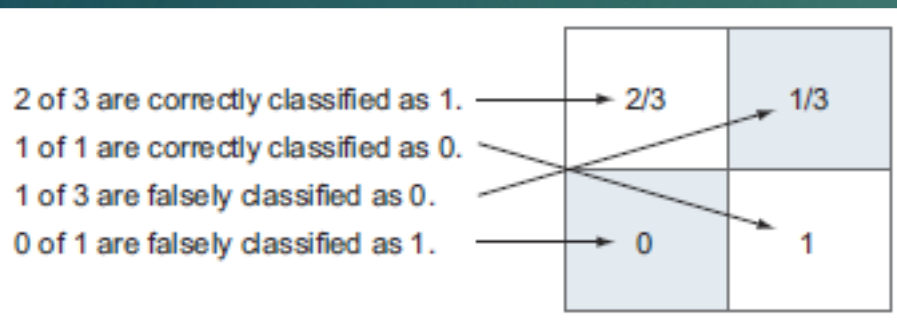 2 of 3 are correctly classified as 1.
1 of 1 are correctly classified as 0.
1 of 3 are falsely classified as 0.
0 of 1 are falsely classified as 1.
2/3 1/3
0 1